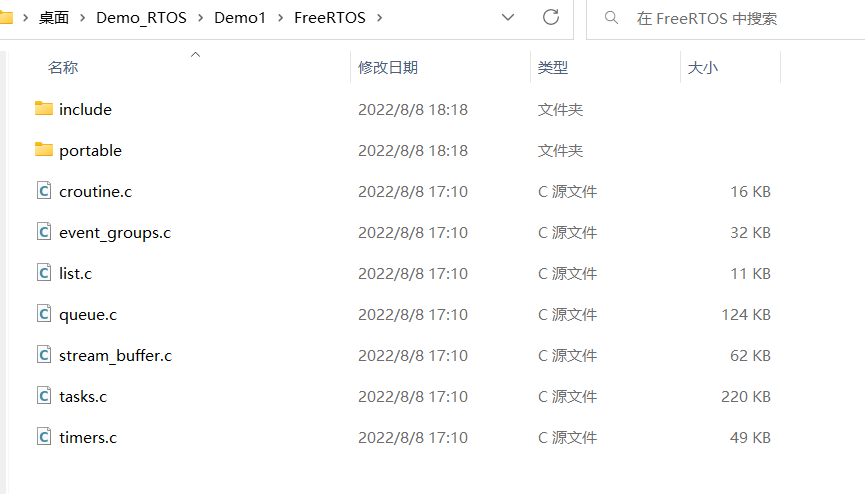 桌面 > Demo_RTOS > Demo1 > FreeRTOS > 在 FreeRTOS 中搜索
名称 修改日期 类型 大小
include 2022/8/8 18:18 文件夹
portable 2022/8/8 18:18 文件夹
croutine.c 2022/8/8 17:10 C 源文件 16 KB
event_groups.c 2022/8/8 17:10 C 源文件 32 KB
list.c 2022/8/8 17:10 C 源文件 11 KB
queue.c 2022/8/8 17:10 C 源文件 124 KB
stream_buffer.c 2022/8/8 17:10 C 源文件 62 KB
tasks.c 2022/8/8 17:10 C 源文件 220 KB
timers.c 2022/8/8 17:10 C 源文件 49 KB